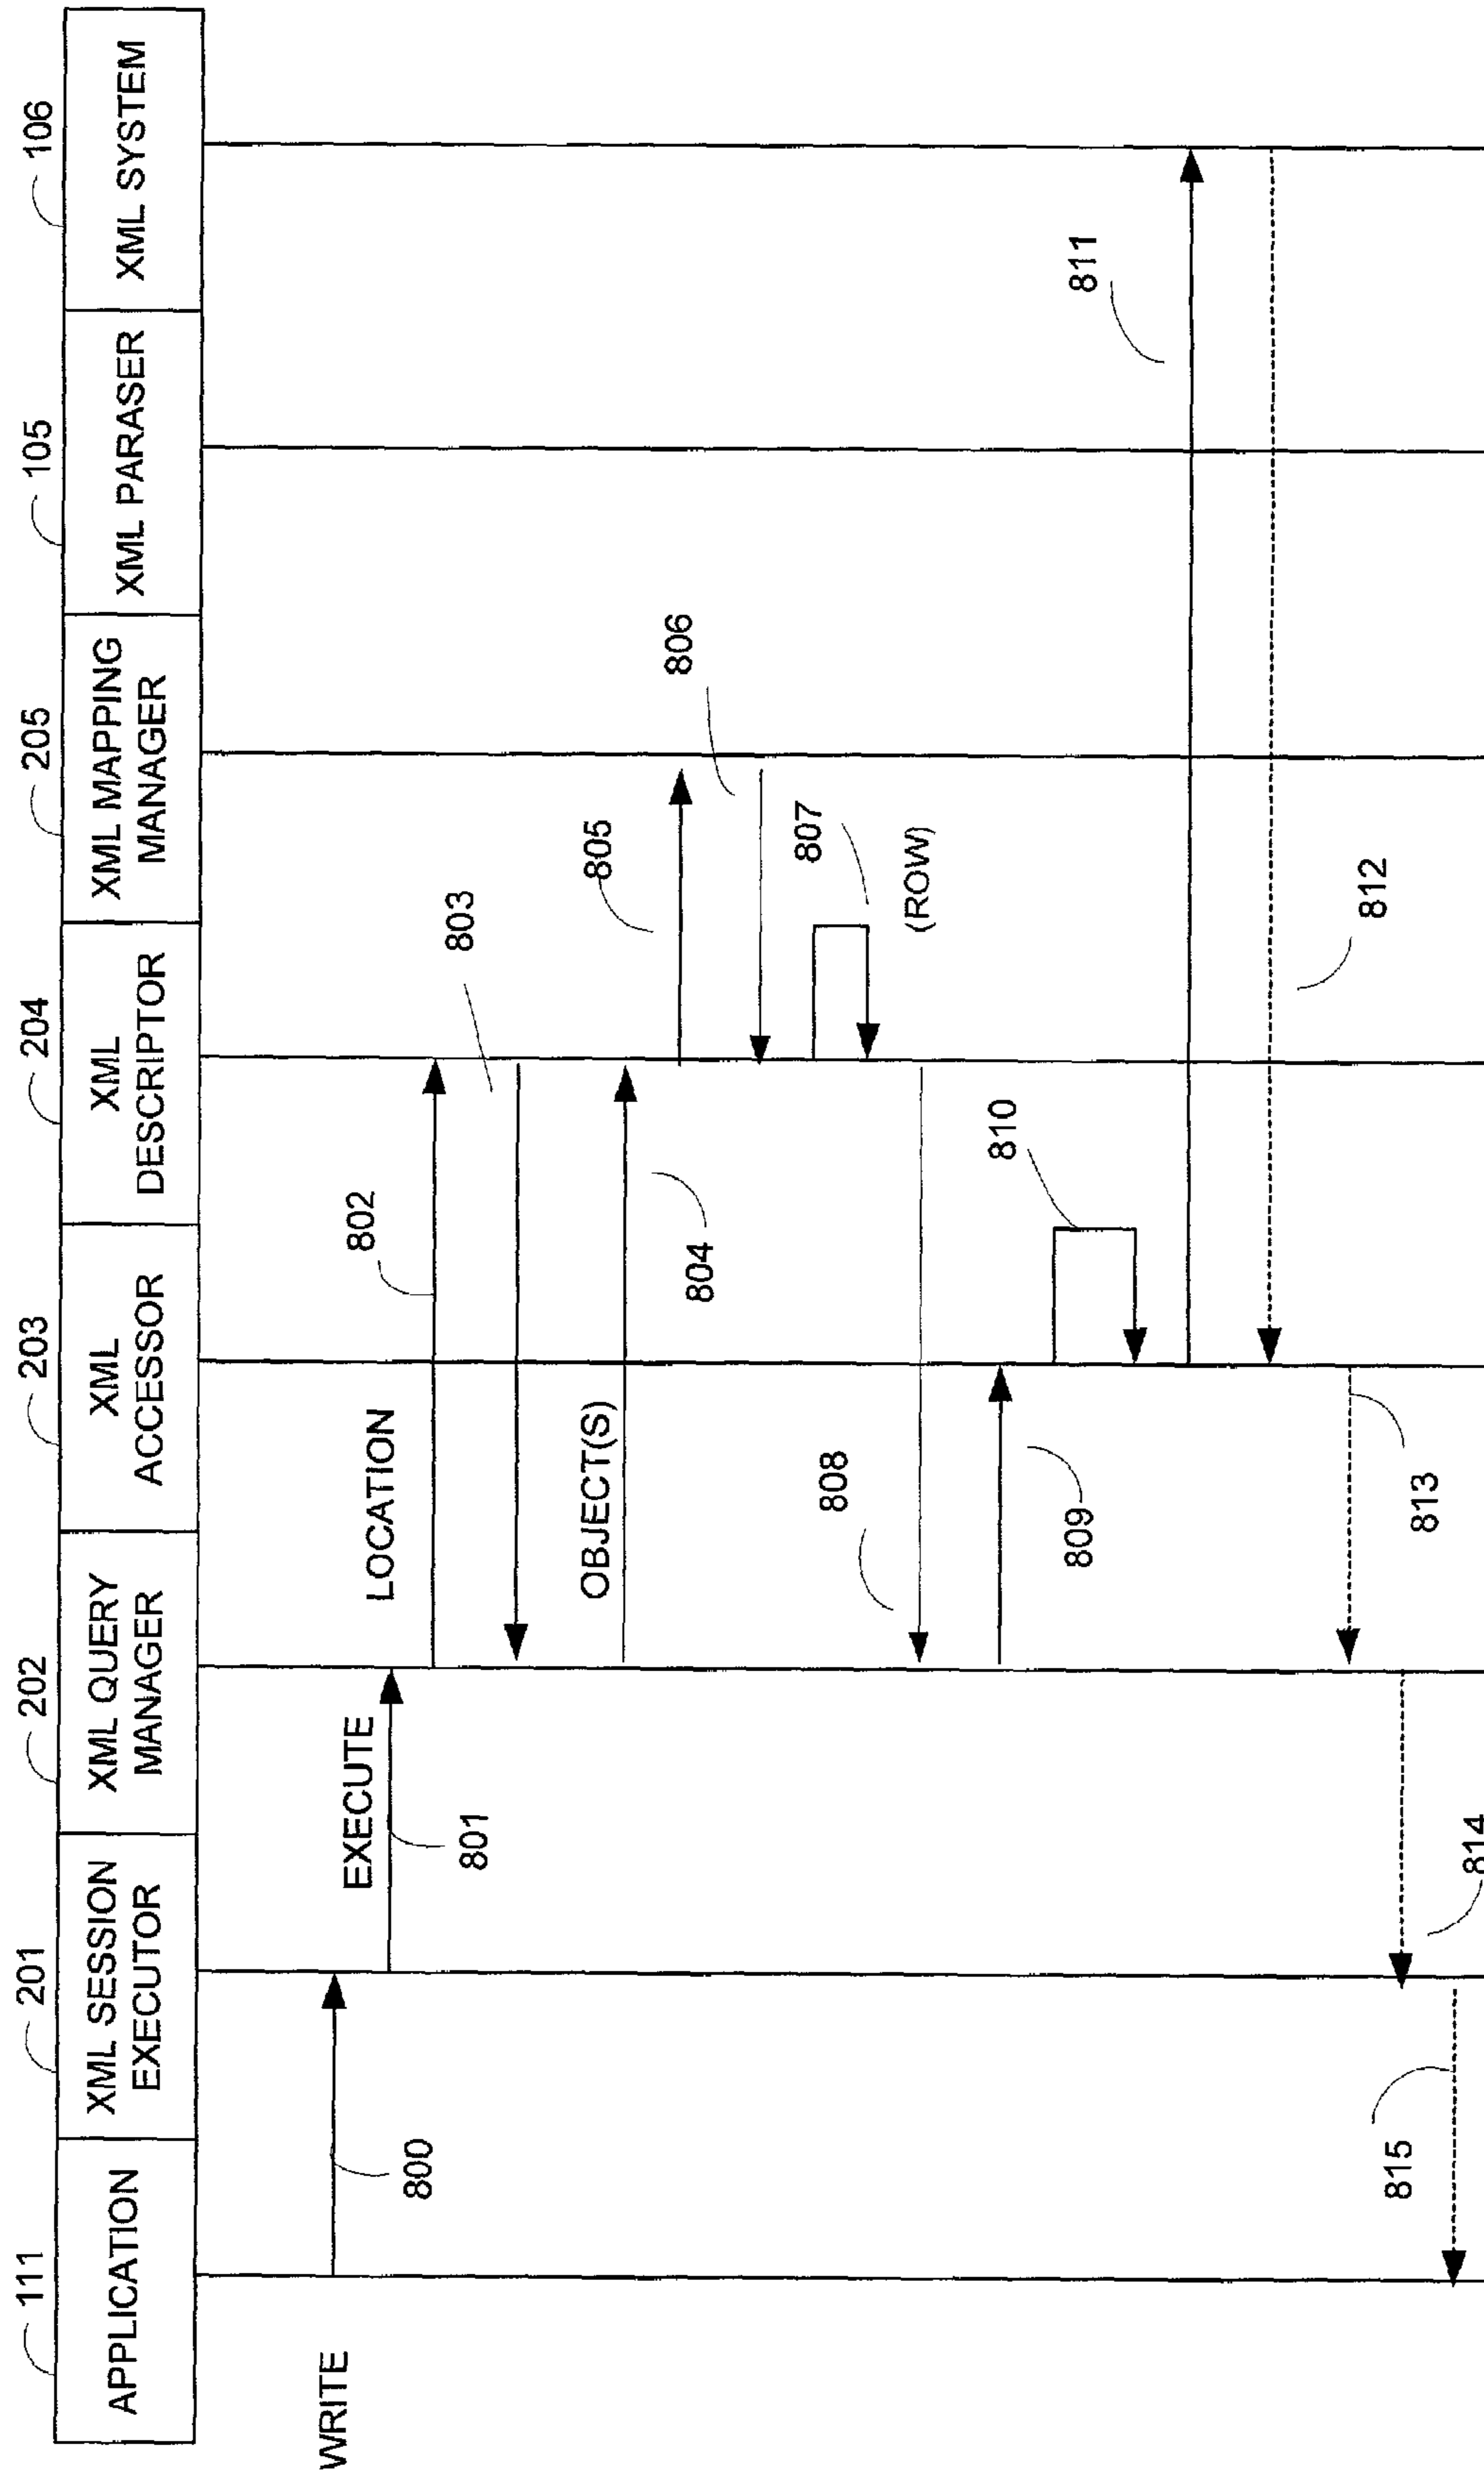 111
201
202
203
204
205
105
106
APPLICATION
XML SESSION
EXECUTOR
XML QUERY
MANAGER
XML
ACCESSOR
XML
DESCRIPTOR
XML MAPPING
MANAGER
XML PARASER
XML SYSTEM
WRITE
800
EXECUTE
801
LOCATION
802
803
OBJECT(S)
804
805
806
807
(ROW)
808
809
810
811
812
813
814
815